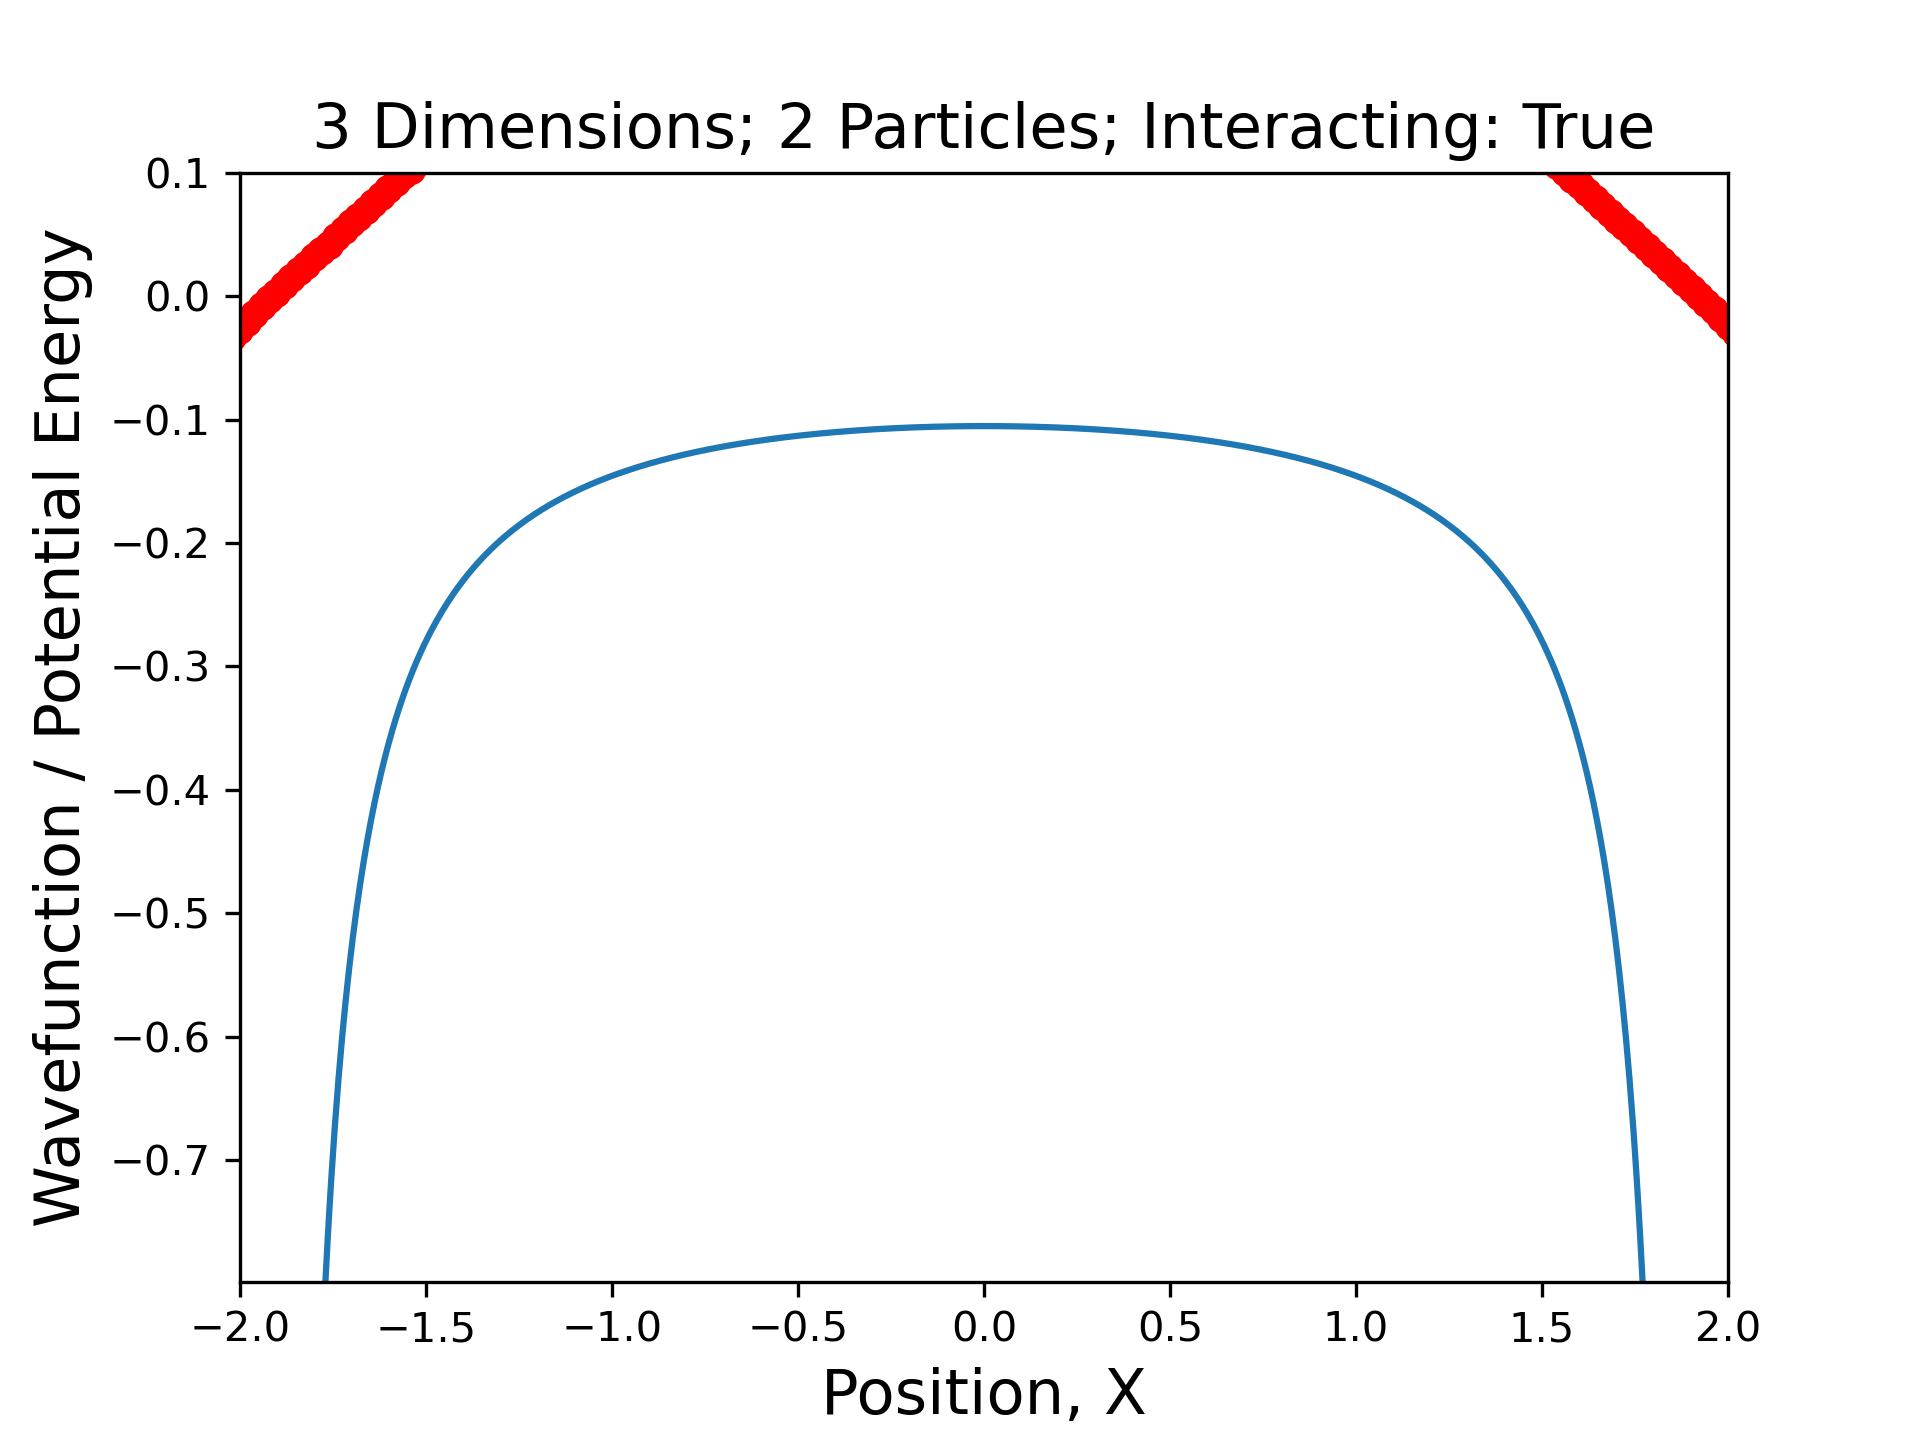 3 Dimensions; 2 Particles; Interacting: True
Wavefunction / Potential Energy
0.1
0.0
−0.1
−0.2
−0.3
−0.4
−0.5
−0.6
−0.7
−2.0 −1.5 −1.0 −0.5 0.0 0.5 1.0 1.5 2.0
Position, X